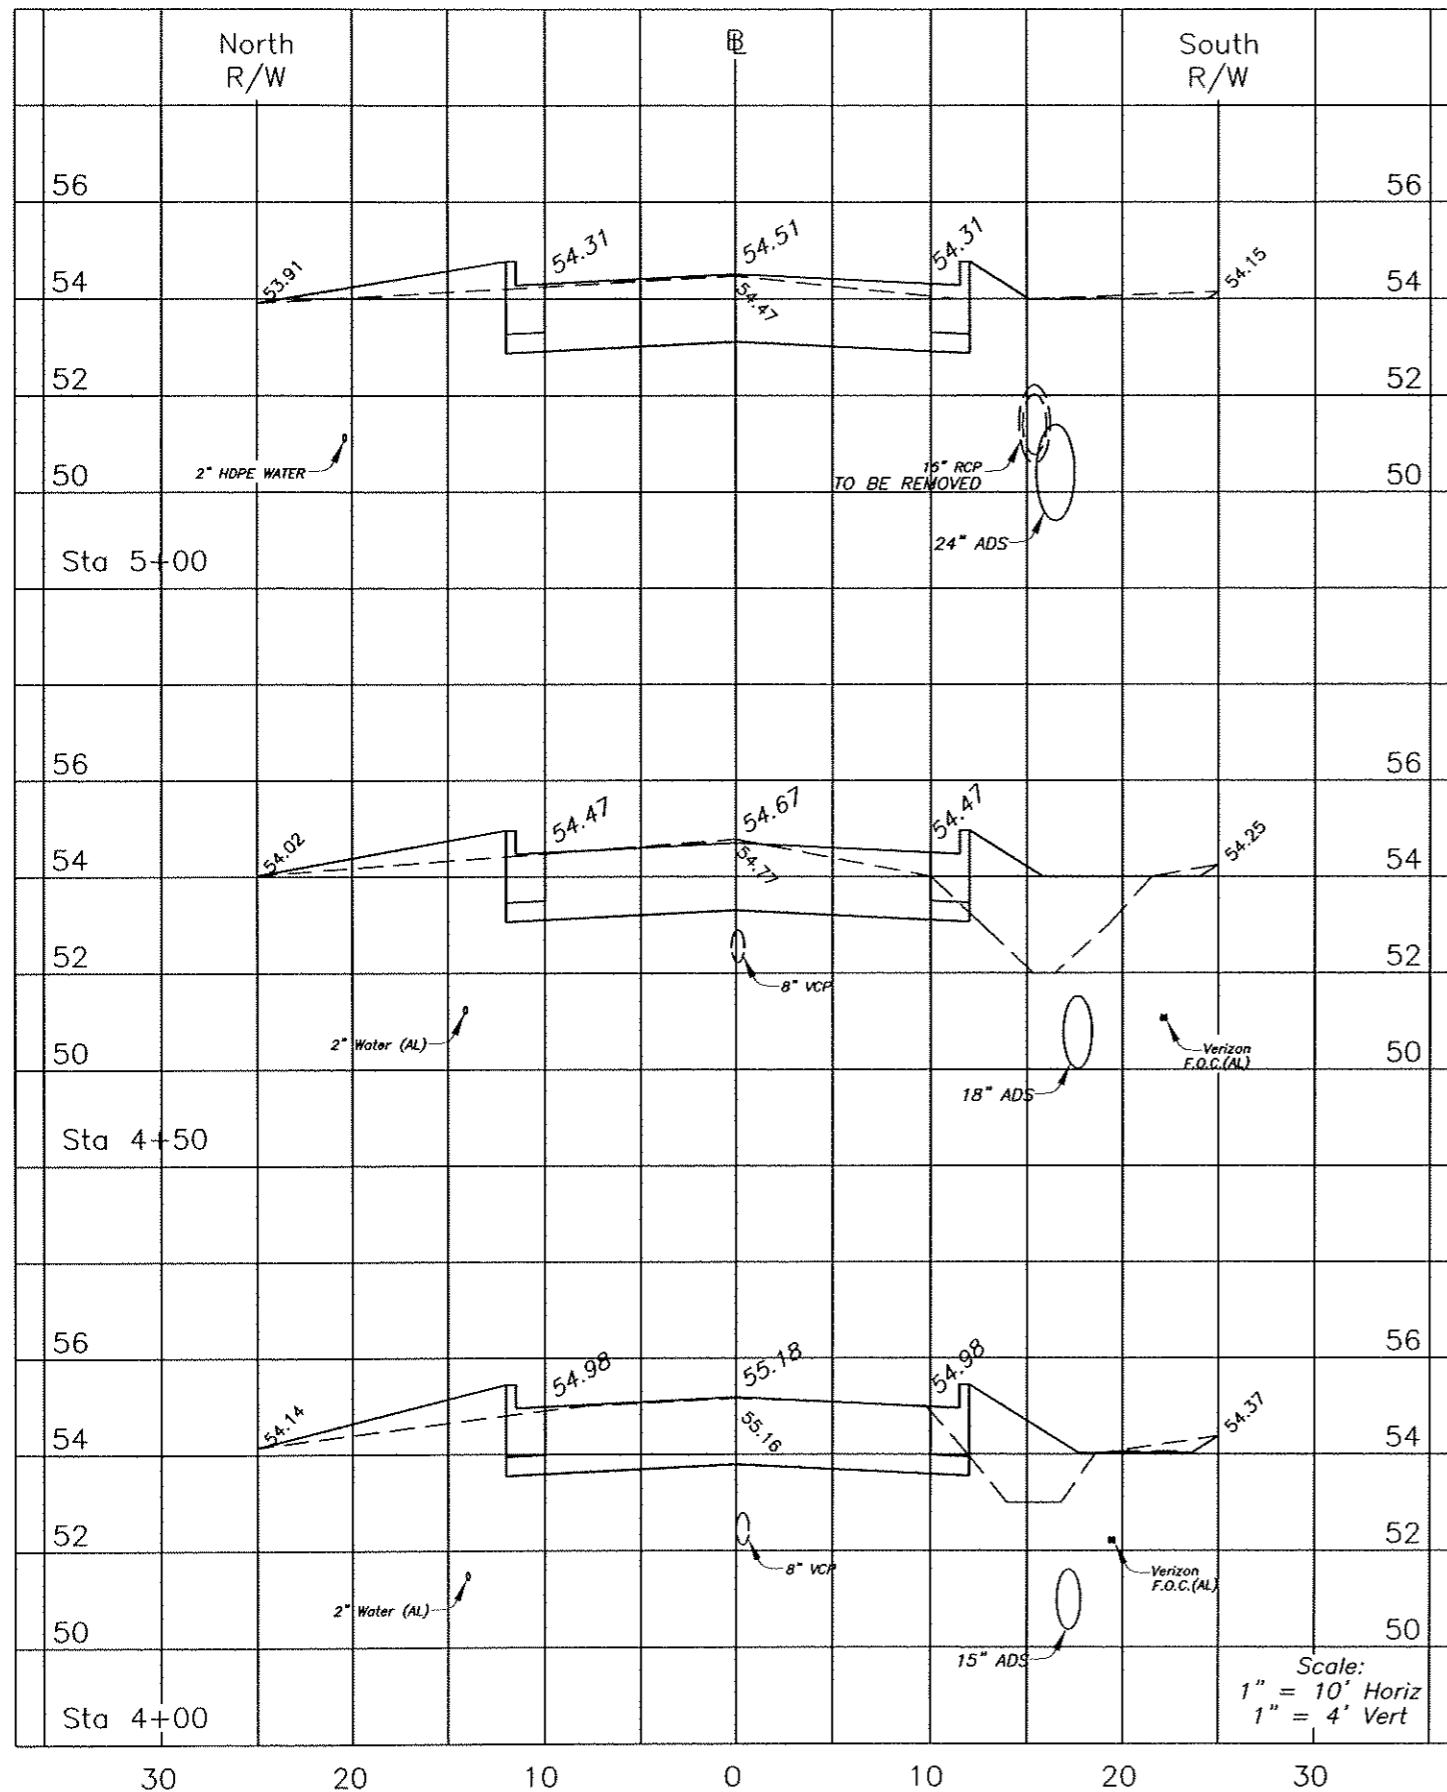 North
R/W
BL
South
R/W
56
56
54.31
54.51
54.31
53.91
54.15
54
54
54.47
52
52
2" HDPE WATER
15" RCP
TO BE REMOVED
50
50
24" ADS
Sta 5+00
56
56
54.47
54.67
54.47
54.02
54.25
54
54
54.77
52
52
8" VCP
2" Water (AL)
Verizon
F.O.C.(AL)
50
50
18" ADS
Sta 4+50
56
56
54.98
55.18
54.98
54.14
54.37
54
54
55.16
52
52
8" VCP
Verizon
F.O.C.(AL)
2" Water (AL)
50
50
15" ADS
Scale:
1" = 10' Horiz
1" = 4' Vert
Sta 4+00
30 20 10 0 10 20 30